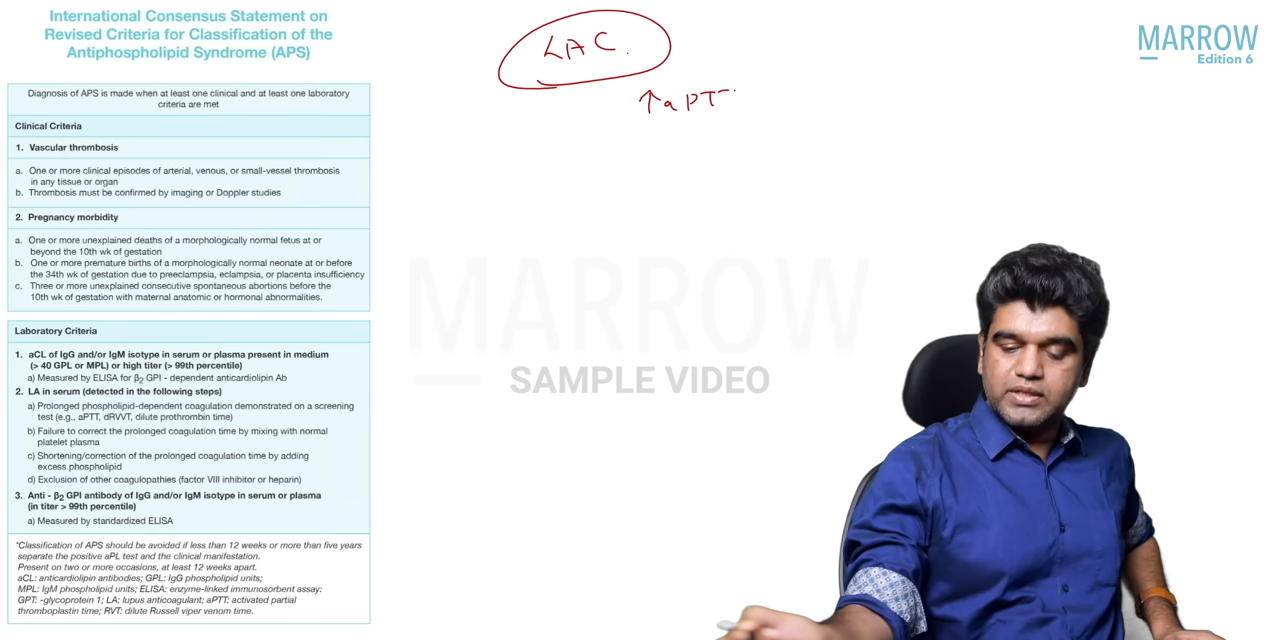 International Consensus Statement on
Revised Criteria for Classification of the
Antiphospholipid Syndrome (APS)
Diagnosis of APS is made when at least one clinical and at least one laboratory
criteria are met
Clinical Criteria
1. Vascular thrombosis
a. One or more clinical episodes of arterial, venous, or small-vessel thrombosis
in any tissue or organ
b. Thrombosis must be confirmed by imaging or Doppler studies
2. Pregnancy morbidity
a. One or more unexplained deaths of a morphologically normal fetus at or
beyond the 10th wk of gestation
b. One or more premature births of a morphologically normal neonate at or before
the 34th wk of gestation due to preeclampsia, eclampsia, or placenta insufficiency
c. Three or more unexplained consecutive spontaneous abortions before the
10th wk of gestation with maternal anatomic or hormonal abnormalities.
Laboratory Criteria
1. aCL of IgG and/or IgM isotype in serum or plasma present in medium
(> 40 GPL or MPL) or high titer (> 99th percentile)
a) Measured by ELISA for β2 GPI - dependent anticardiolipin Ab
2. LA in serum (detected in the following steps)
a) Prolonged phospholipid-dependent coagulation demonstrated on a screening
test (e.g., aPTT, dRVVT, dilute prothrombin time)
b) Failure to correct the prolonged coagulation time by mixing with normal
platelet plasma
c) Shortening/correction of the prolonged coagulation time by adding
excess phospholipid
d) Exclusion of other coagulopathies (factor VIII inhibitor or heparin)
3. Anti - β2 GPI antibody of IgG and/or IgM isotype in serum or plasma
(in titer > 99th percentile)
a) Measured by standardized ELISA
*Classification of APS should be avoided if less than 12 weeks or more than five years
separate the positive aPL test and the clinical manifestation.
Present on two or more occasions, at least 12 weeks apart.
aCL: anticardiolipin antibodies; GPL: IgG phospholipid units;
MPL: IgM phospholipid units; ELISA: enzyme-linked immunosorbent assay:
GPT: -glycoprotein 1; LA: lupus anticoagulant; aPTT: activated partial
thromboplastin time; RVT: dilute Russell viper venom time.
LAC.
↑aPT
MARROW
SAMPLE VIDEO
MARROW
Edition 6